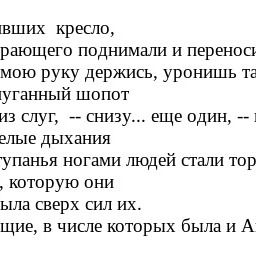 вших кресло,
рающего поднимали и перенос
мою руку держись, уронишь та
уганный шопот
из слуг, -- снизу... еще один, --
елые дыхания
тупанья ногами людей стали тор
, которую они
ыла сверх сил их.
щие, в числе которых была и А